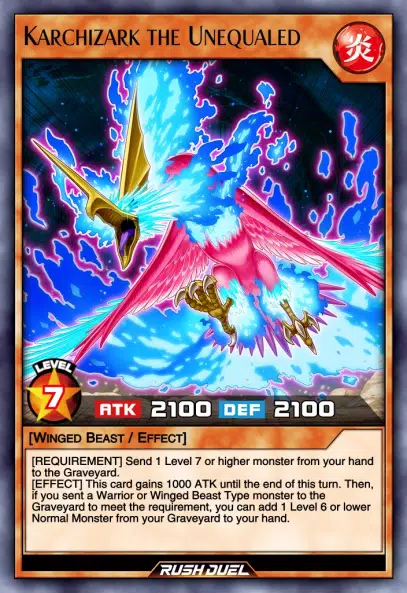 KARCHIZARK THE UNEQUALED
炎
LEVEL
7
ATK 2100 DEF 2100
[WINGED BEAST / EFFECT]
[REQUIREMENT] Send 1 Level 7 or higher monster from your hand
to the Graveyard.
[EFFECT] This card gains 1000 ATK until the end of this turn. Then,
if you sent a Warrior or Winged Beast Type monster to the
Graveyard to meet the requirement, you can add 1 Level 6 or lower
Normal Monster from your Graveyard to your hand.
RUSH DUEL